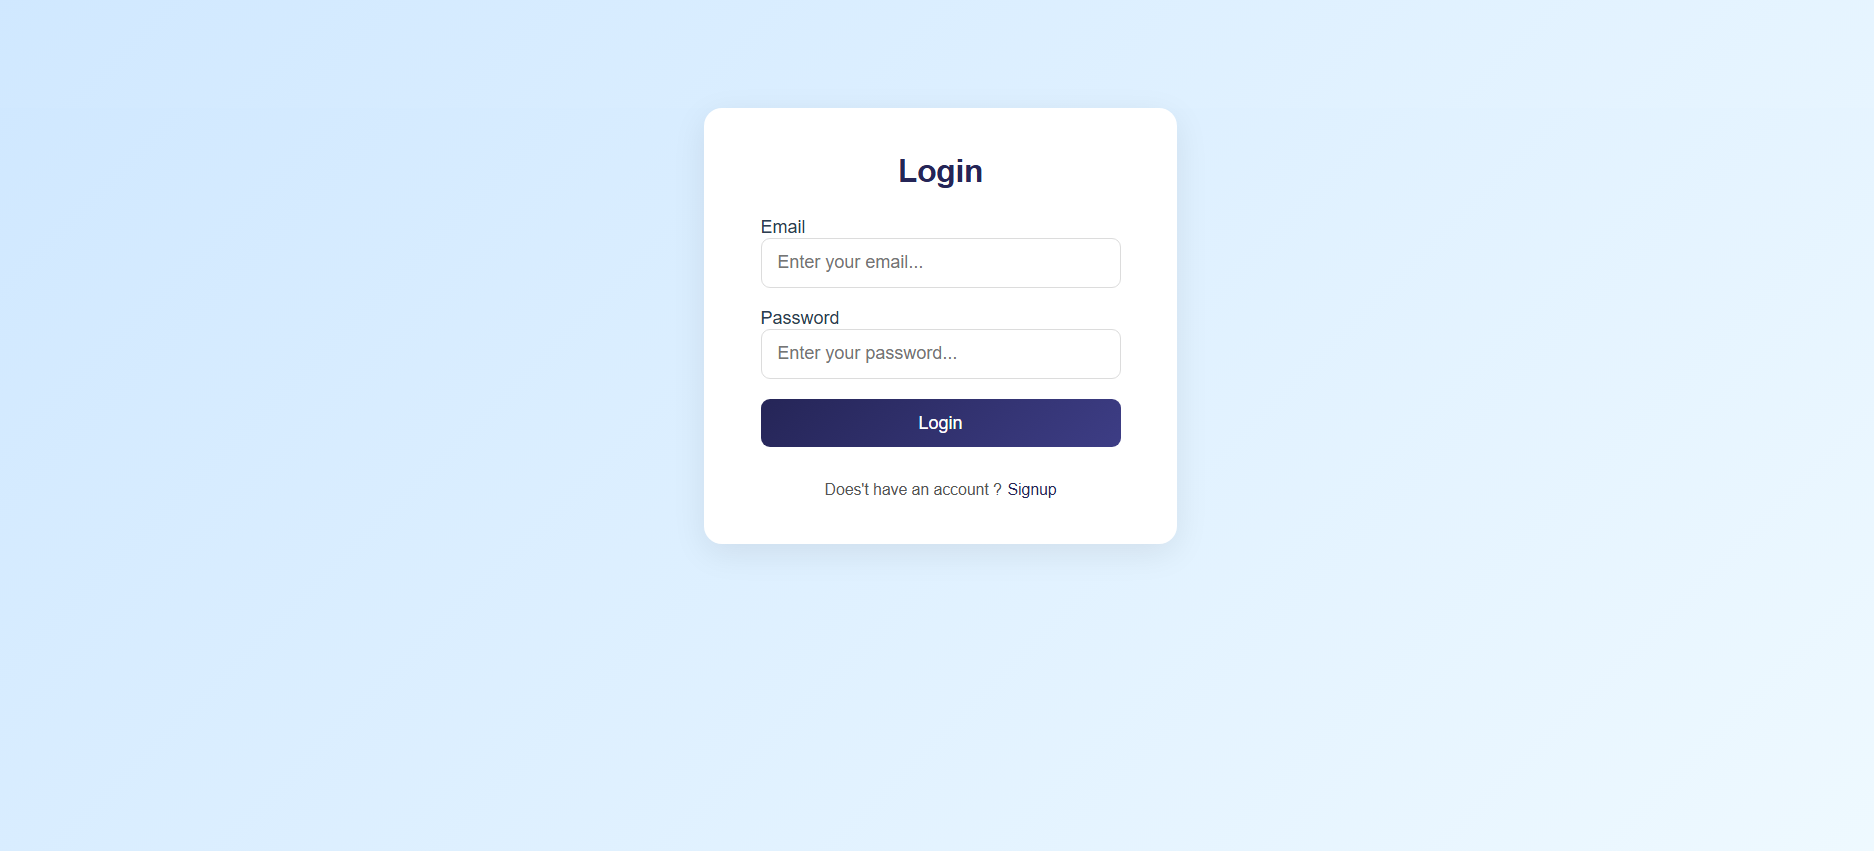 Login
Email
Enter your email...
Password
Enter your password...
Login
Does't have an account ? Signup